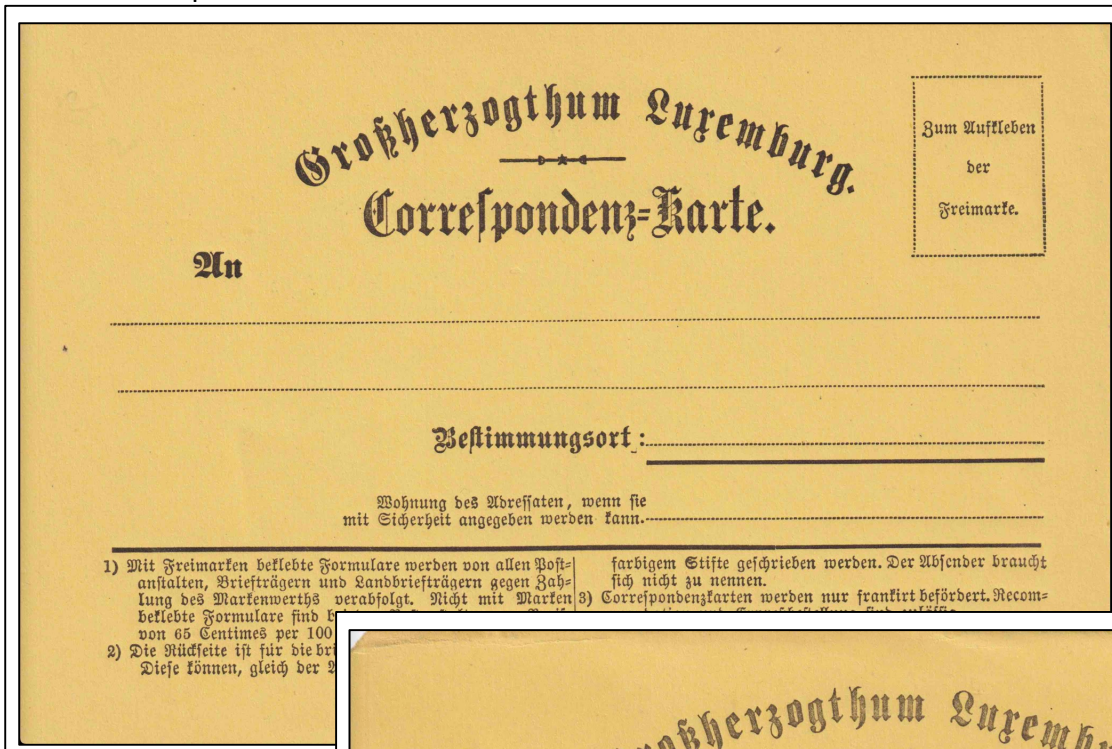 Großherzogthum Luxemburg.
Correspondenz-Karte.
Zum Aufkleben
der
Freimarke.
An
Bestimmungsort:
Wohnung des Adressaten, wenn sie
mit Sicherheit angegeben werden kann.
1) Mit Freimarken beklebte Formulare werden von allen Post-
anstalten, Briefträgern und Landbriefträgern gegen Zah-
lung des Markenwerths verabfolgt. Nicht mit Marken
beklebte Formulare sind
von 65 Centimes per 100
2) Die Rückseite ist für die
Diese können, gleich der
farbigem Stifte geschrieben werden. Der Absender braucht
sich nicht zu nennen.
3) Correspondenzkarten werden nur frankirt befördert. Recom-
Großherzogthum Luxemb